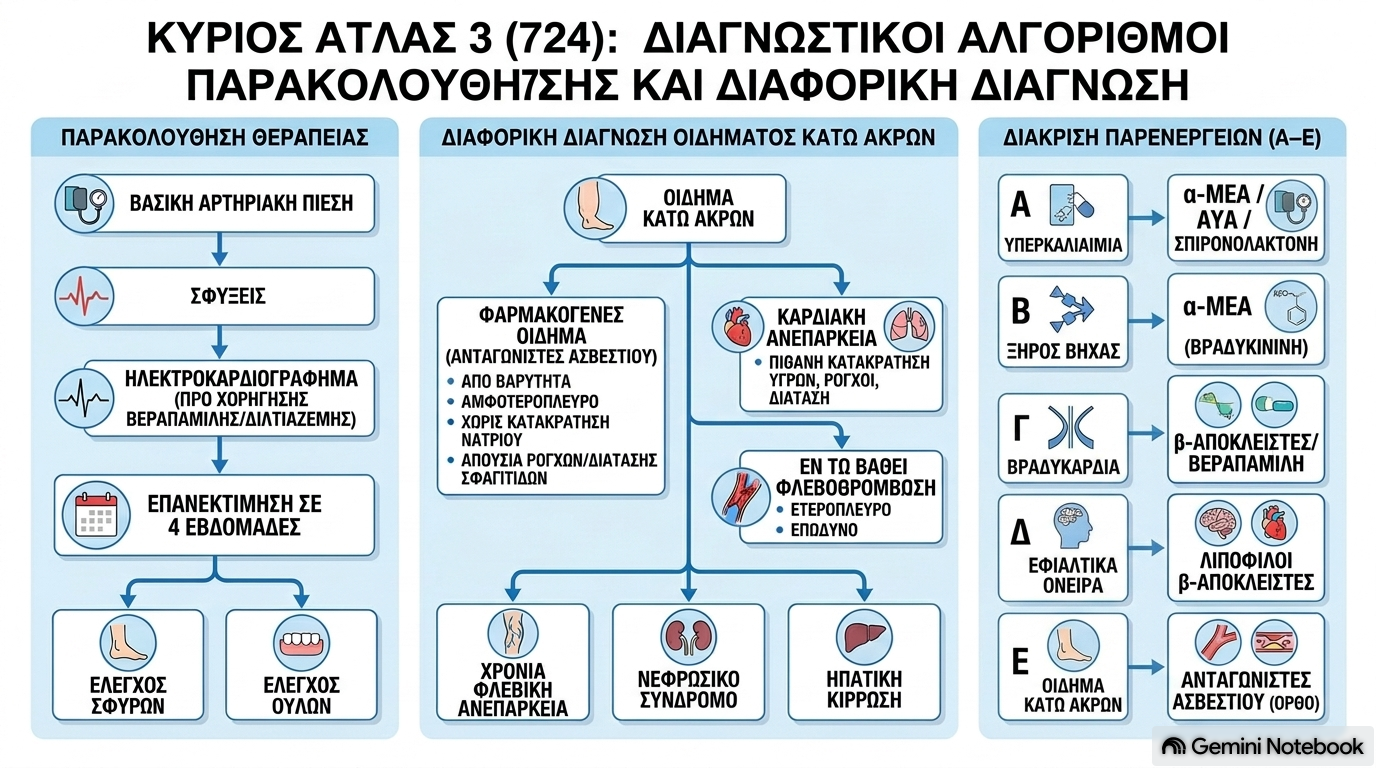 ΚΥΡΙΟΣ ΑΤΛΑΣ 3 (724): ΔΙΑΓΝΩΣΤΙΚΟΙ ΑΛΓΟΡΙΘΜΟΙ
ΠΑΡΑΚΟΛΟΥΘΗ7ΣΗΣ ΚΑΙ ΔΙΑΦΟΡΙΚΗ ΔΙΑΓΝΩΣΗ
ΠΑΡΑΚΟΛΟΥΘΗΣΗ ΘΕΡΑΠΕΙΑΣ
ΒΑΣΙΚΗ ΑΡΤΗΡΙΑΚΗ ΠΙΕΣΗ
ΣΦΥΞΕΙΣ
ΗΛΕΚΤΡΟΚΑΡΔΙΟΓΡΑΦΗΜΑ
(ΠΡΟ ΧΟΡΗΓΗΣΗΣ
ΒΕΡΑΠΑΜΙΛΗΣ/ΔΙΛΤΙΑΖΕΜΗΣ)
ΕΠΑΝΕΚΤΙΜΗΣΗ ΣΕ
4 ΕΒΔΟΜΑΔΕΣ
ΕΛΕΓΧΟΣ
ΣΦΥΡΩΝ
ΕΛΕΓΧΟΣ
ΟΥΛΩΝ
ΔΙΑΦΟΡΙΚΗ ΔΙΑΓΝΩΣΗ ΟΙΔΗΜΑΤΟΣ ΚΑΤΩ ΑΚΡΩΝ
ΟΙΔΗΜΑ
ΚΑΤΩ ΑΚΡΩΝ
ΦΑΡΜΑΚΟΓΕΝΕΣ
ΟΙΔΗΜΑ
(ΑΝΤΑΓΩΝΙΣΤΕΣ ΑΣΒΕΣΤΙΟΥ)
• ΑΠΟ ΒΑΡΥΤΗΤΑ
• ΑΜΦΟΤΕΡΟΠΛΕΥΡΟ
• ΧΩΡΙΣ ΚΑΤΑΚΡΑΤΗΣΗ
ΝΑΤΡΙΟΥ
• ΑΠΟΥΣΙΑ ΡΟΓΧΩΝ/ΔΙΑΤΑΣΗΣ
ΣΦΑΓΙΤΙΔΩΝ
ΚΑΡΔΙΑΚΗ
ΑΝΕΠΑΡΚΕΙΑ
• ΠΙΘΑΝΗ ΚΑΤΑΚΡΑΤΗΣΗ
ΥΓΡΩΝ, ΡΟΓΧΟΙ,
ΔΙΑΤΑΣΗ
ΕΝ ΤΩ ΒΑΘΕΙ
ΦΛΕΒΟΘΡΟΜΒΩΣΗ
• ΕΤΕΡΟΠΛΕΥΡΟ
• ΕΠΩΔΥΝΟ
ΧΡΟΝΙΑ
ΦΛΕΒΙΚΗ
ΑΝΕΠΑΡΚΕΙΑ
ΝΕΦΡΩΣΙΚΟ
ΣΥΝΔΡΟΜΟ
ΗΠΑΤΙΚΗ
ΚΙΡΡΩΣΗ
ΔΙΑΚΡΙΣΗ ΠΑΡΕΝΕΡΓΕΙΩΝ (Α–Ε)
Α
ΥΠΕΡΚΑΛΙΑΙΜΙΑ
α-ΜΕΑ /
ΑΥΑ /
ΣΠΙΡΟΝΟΛΑΚΤΟΝΗ
Β
ΞΗΡΟΣ ΒΗΧΑΣ
α-ΜΕΑ
(ΒΡΑΔΥΚΙΝΙΝΗ)
Γ
ΒΡΑΔΥΚΑΡΔΙΑ
β-ΑΠΟΚΛΕΙΣΤΕΣ/
ΒΕΡΑΠΑΜΙΛΗ
Δ
ΕΦΙΑΛΤΙΚΑ
ΟΝΕΙΡΑ
ΛΙΠΟΦΙΛΟΙ
β-ΑΠΟΚΛΕΙΣΤΕΣ
Ε
ΟΙΔΗΜΑ
ΚΑΤΩ ΑΚΡΩΝ
ΑΝΤΑΓΩΝΙΣΤΕΣ
ΑΣΒΕΣΤΙΟΥ (ΟΡΘΟ)
Gemini Notebook